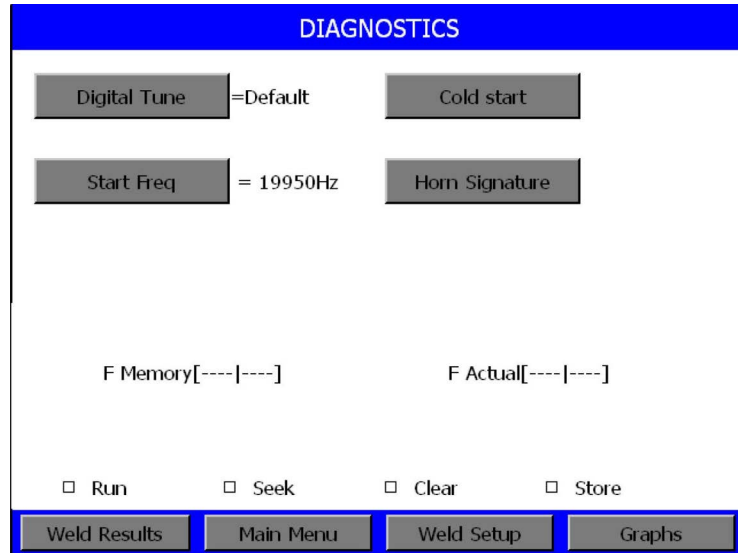 DIAGNOSTICS
Digital Tune =Default Cold start
Start Freq = 19950Hz Horn Signature
F Memory[----|----] F Actual[----|----]
Run Seek Clear Store
Weld Results Main Menu Weld Setup Graphs